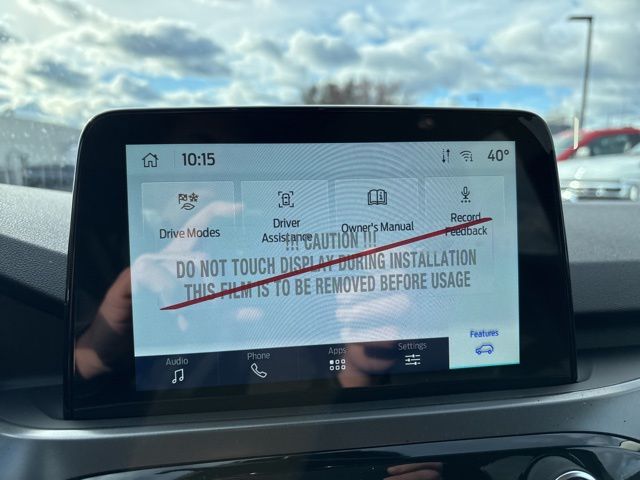 10:15
40°
Drive Modes
Driver
Assistance
Owner's Manual
Record
Feedback
!!! CAUTION !!!
DO NOT TOUCH DISPLAY DURING INSTALLATION
THIS FILM IS TO BE REMOVED BEFORE USAGE
Audio
Phone
Apps
Settings
Features